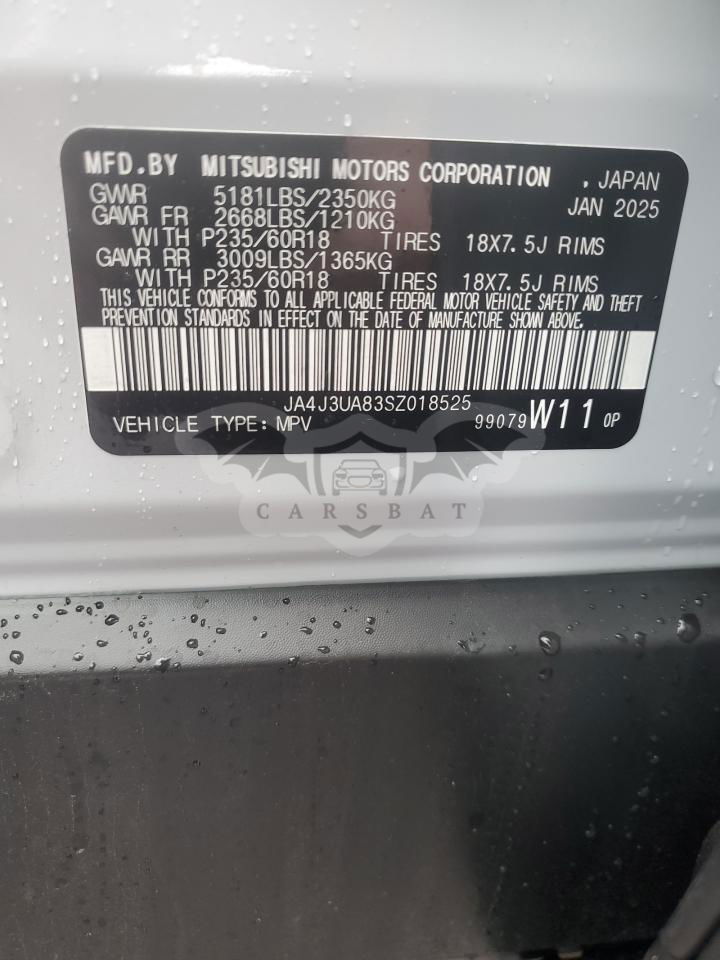 MFD.BY MITSUBISHI MOTORS CORPORATION , JAPAN
GVWR 5181LBS/2350KG JAN 2025
GAWR FR 2668LBS/1210KG
WITH P235/60R18 TIRES 18X7.5J RIMS
GAWR RR 3009LBS/1365KG
WITH P235/60R18 TIRES 18X7.5J RIMS
THIS VEHICLE CONFORMS TO ALL APPLICABLE FEDERAL MOTOR VEHICLE SAFETY AND THEFT
PREVENTION STANDARDS IN EFFECT ON THE DATE OF MANUFACTURE SHOWN ABOVE.
JA4J3UA83SZ018525
VEHICLE TYPE: MPV 99079 W11 OP
CARSBAT